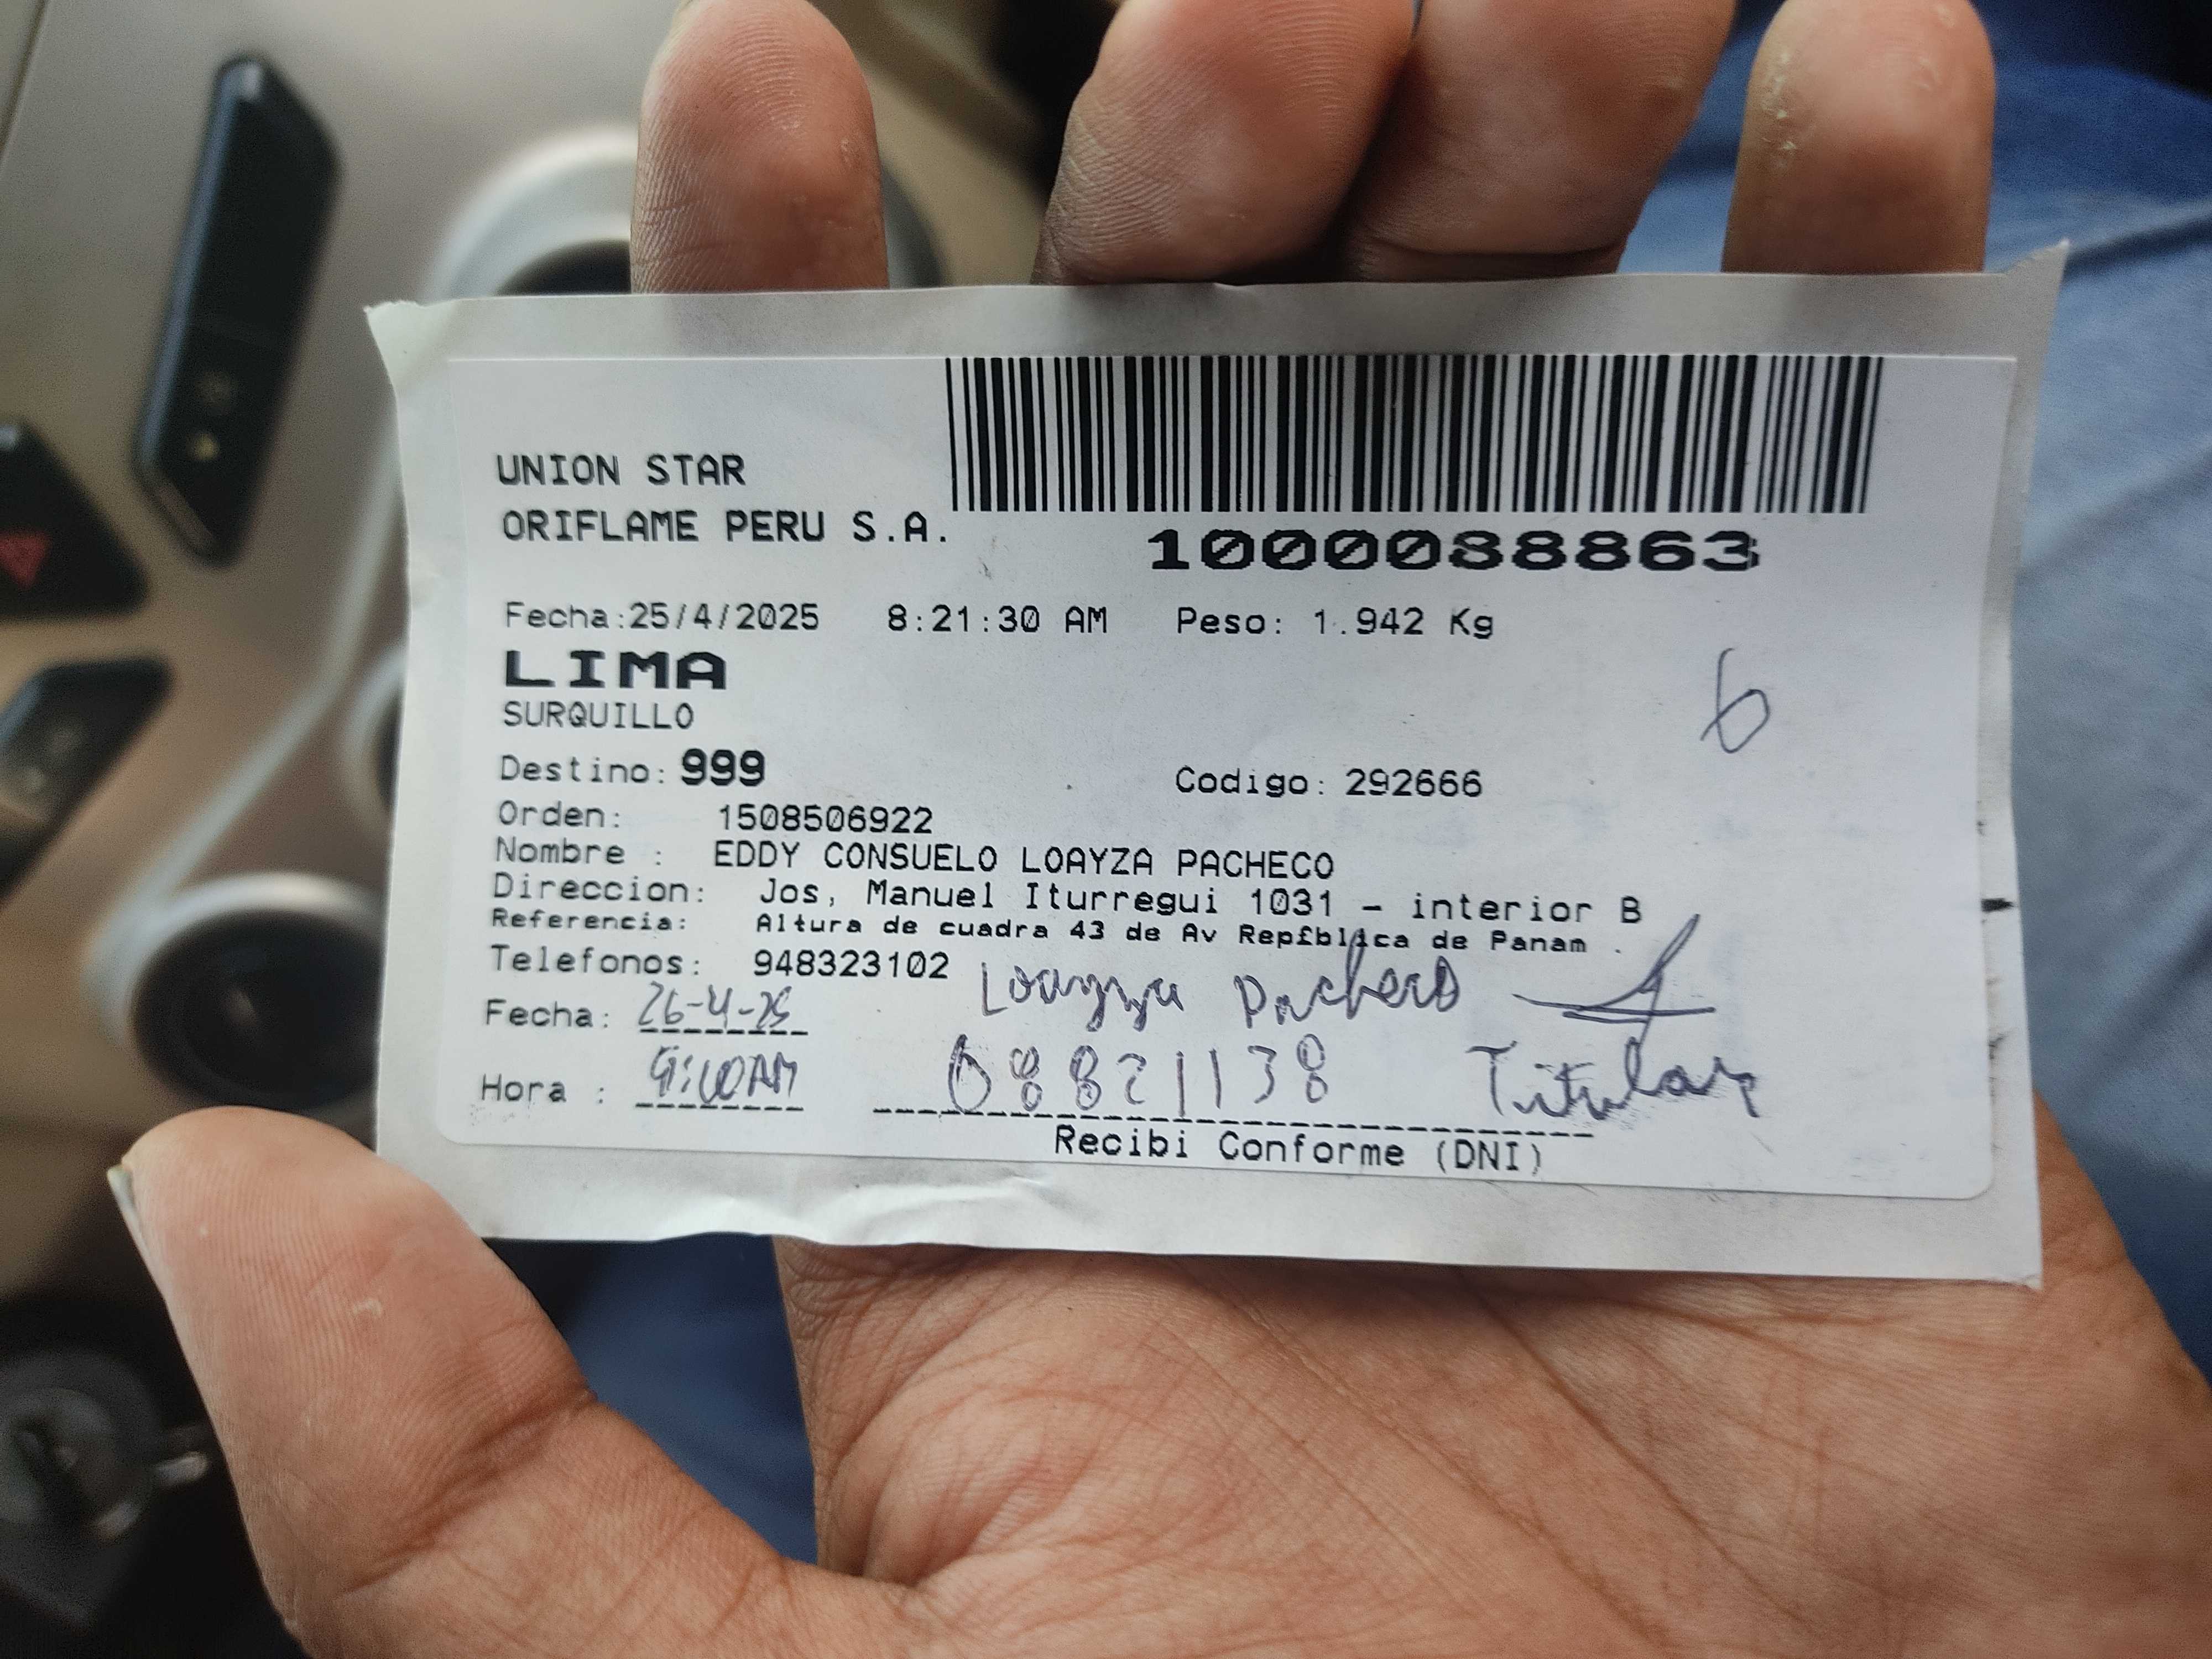 UNION STAR
ORIFLAME PERU S.A.
1000088863
Fecha:25/4/2025 8:21:30 AM Peso: 1.942 Kg
LIMA
SURQUILLO
6
Destino: 999 Codigo: 292666
Orden: 1508506922
Nombre : EDDY CONSUELO LOAYZA PACHECO
Direccion: Jos, Manuel Iturregui 1031 - interior B
Referencia: Altura de cuadra 43 de Av Rep£blica de Panam .
Telefonos: 948323102
Loayza Pacheco
Fecha: 26-4-25
Hora : 08821138 Titular
Recibi Conforme (DNI)